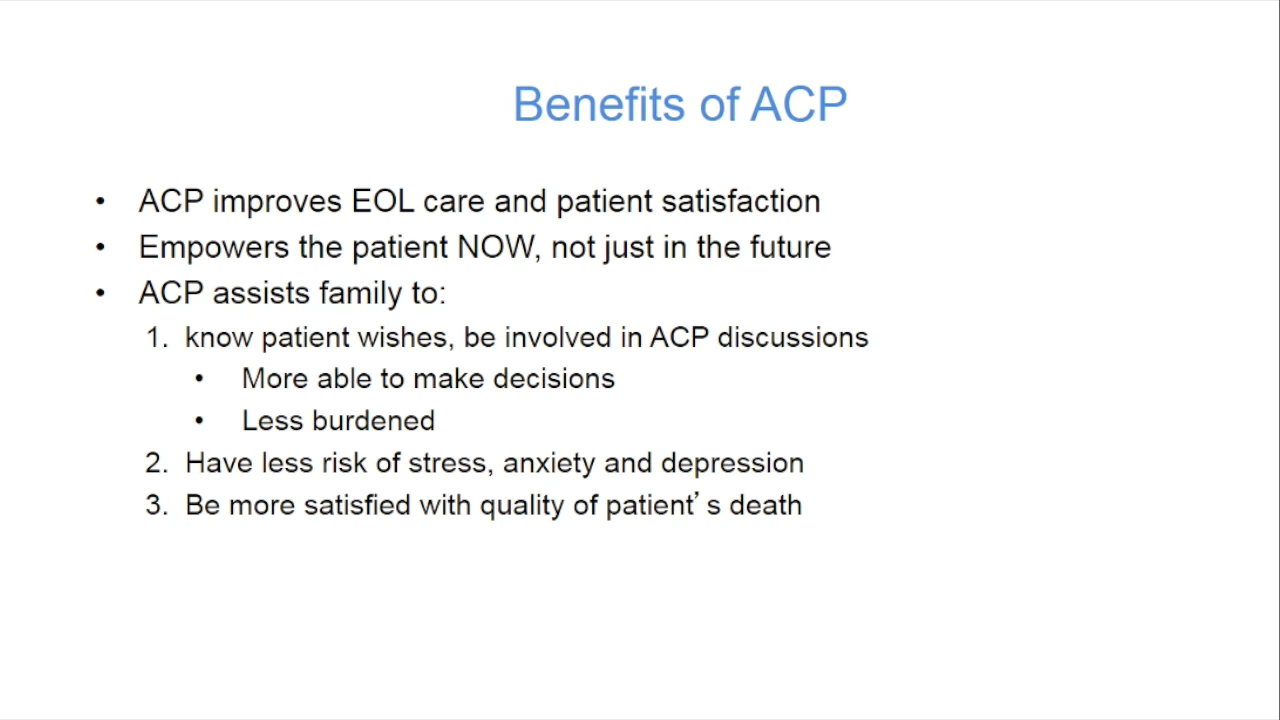 Benefits of ACP
• ACP improves EOL care and patient satisfaction
• Empowers the patient NOW, not just in the future
• ACP assists family to:
1. know patient wishes, be involved in ACP discussions
• More able to make decisions
• Less burdened
2. Have less risk of stress, anxiety and depression
3. Be more satisfied with quality of patient’ s death